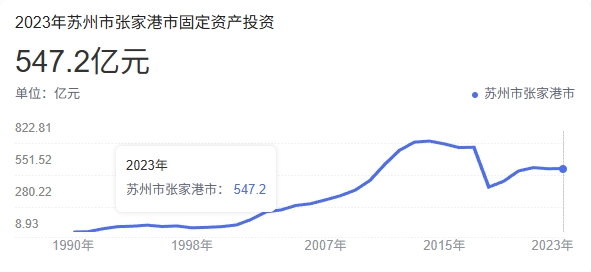 2023年苏州市张家港市固定资产投资
547.2亿元
单位：亿元
苏州市张家港市
822.81
551.52
280.22
8.93
2023年
苏州市张家港市： 547.2
1990年 1998年 2007年 2015年 2023年